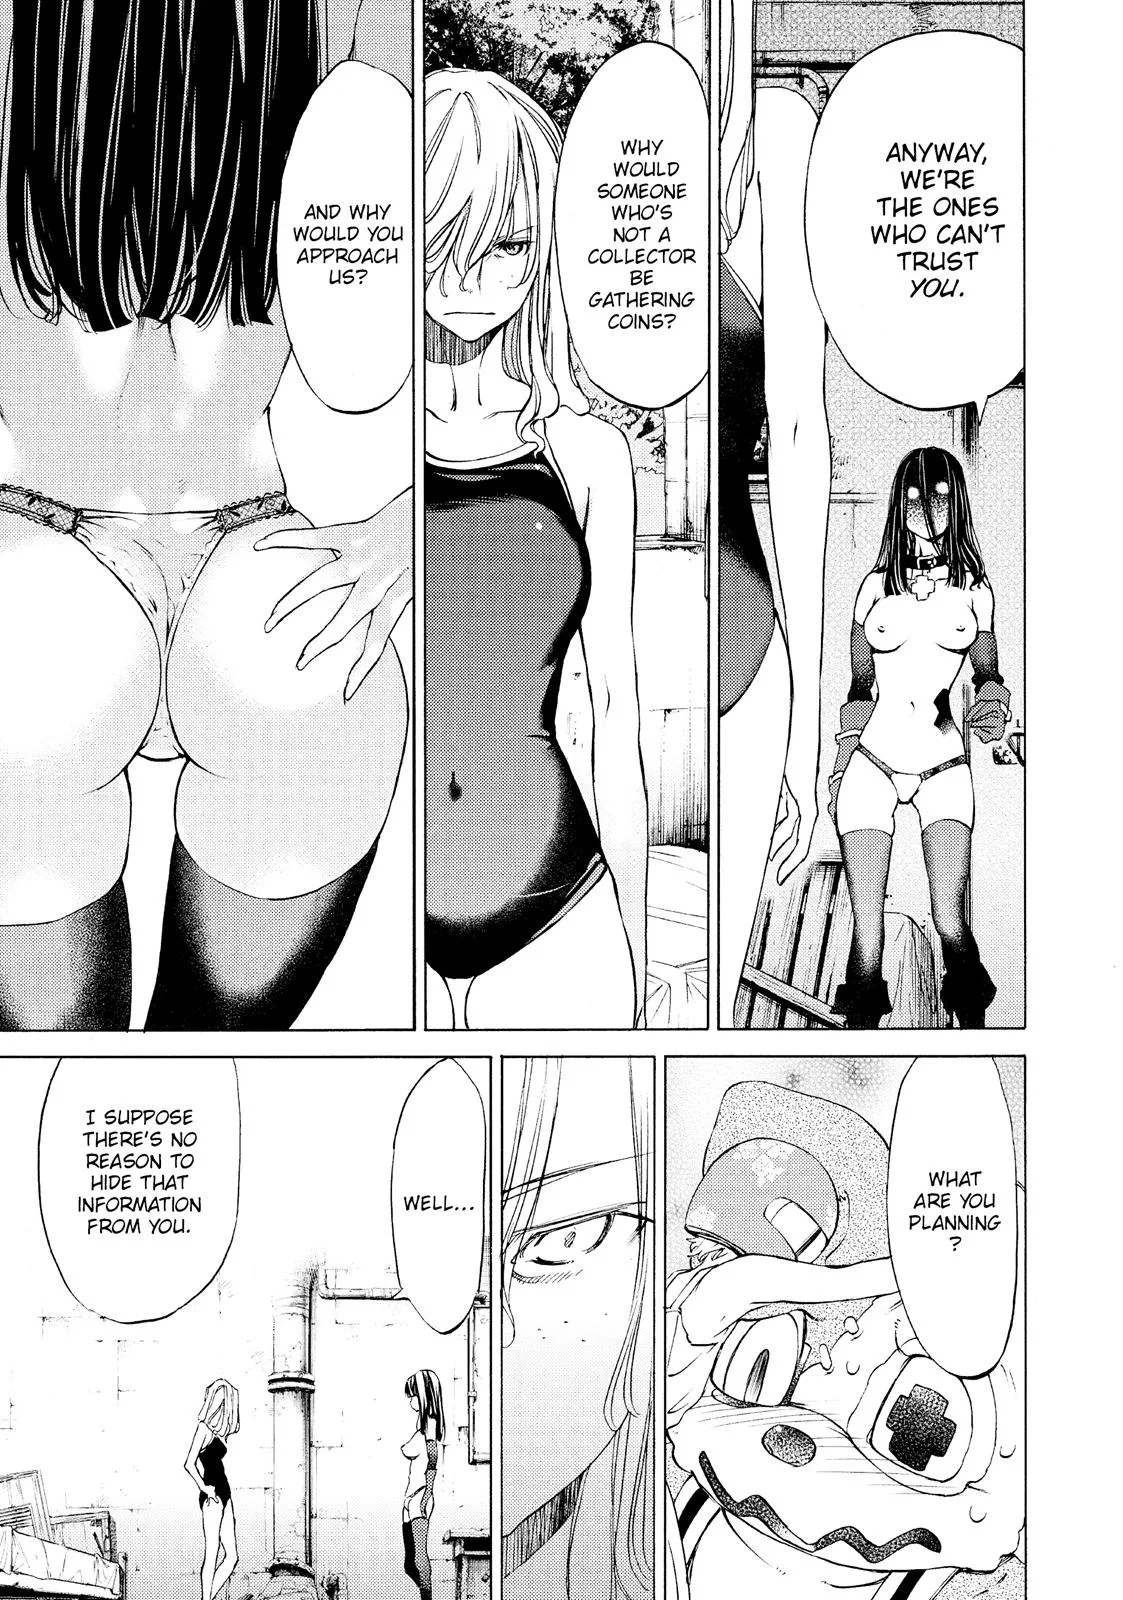 ANYWAY,
WE'RE
THE ONES
WHO CAN'T
TRUST
YOU.
WHY
WOULD
SOMEONE
WHO'S
NOT A
COLLECTOR
BE
GATHERING
COINS?
AND WHY
WOULD YOU
APPROACH
US?
WHAT
ARE YOU
PLANNING
?
WELL...
I SUPPOSE
THERE'S NO
REASON TO
HIDE THAT
INFORMATION
FROM YOU.